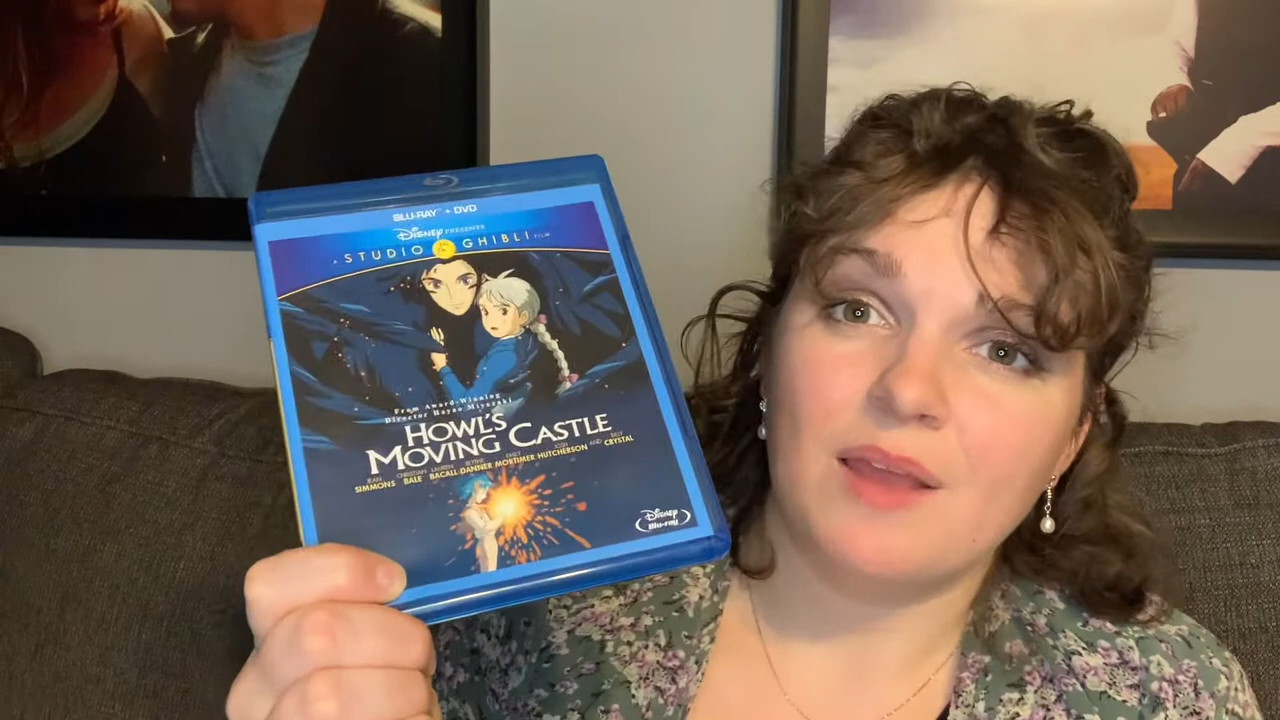 BLU-RAY + DVD
DISNEY PRESENTS
A STUDIO GHIBLI FILM
From Award-Winning
Director Hayao Miyazaki
HOWL'S
MOVING CASTLE
JEAN SIMMONS CHRISTIAN BALE LAUREN BACALL BLYTHE DANNER EMILY MORTIMER JOSH HUTCHERSON AND BILLY CRYSTAL
DISNEY
Blu-ray